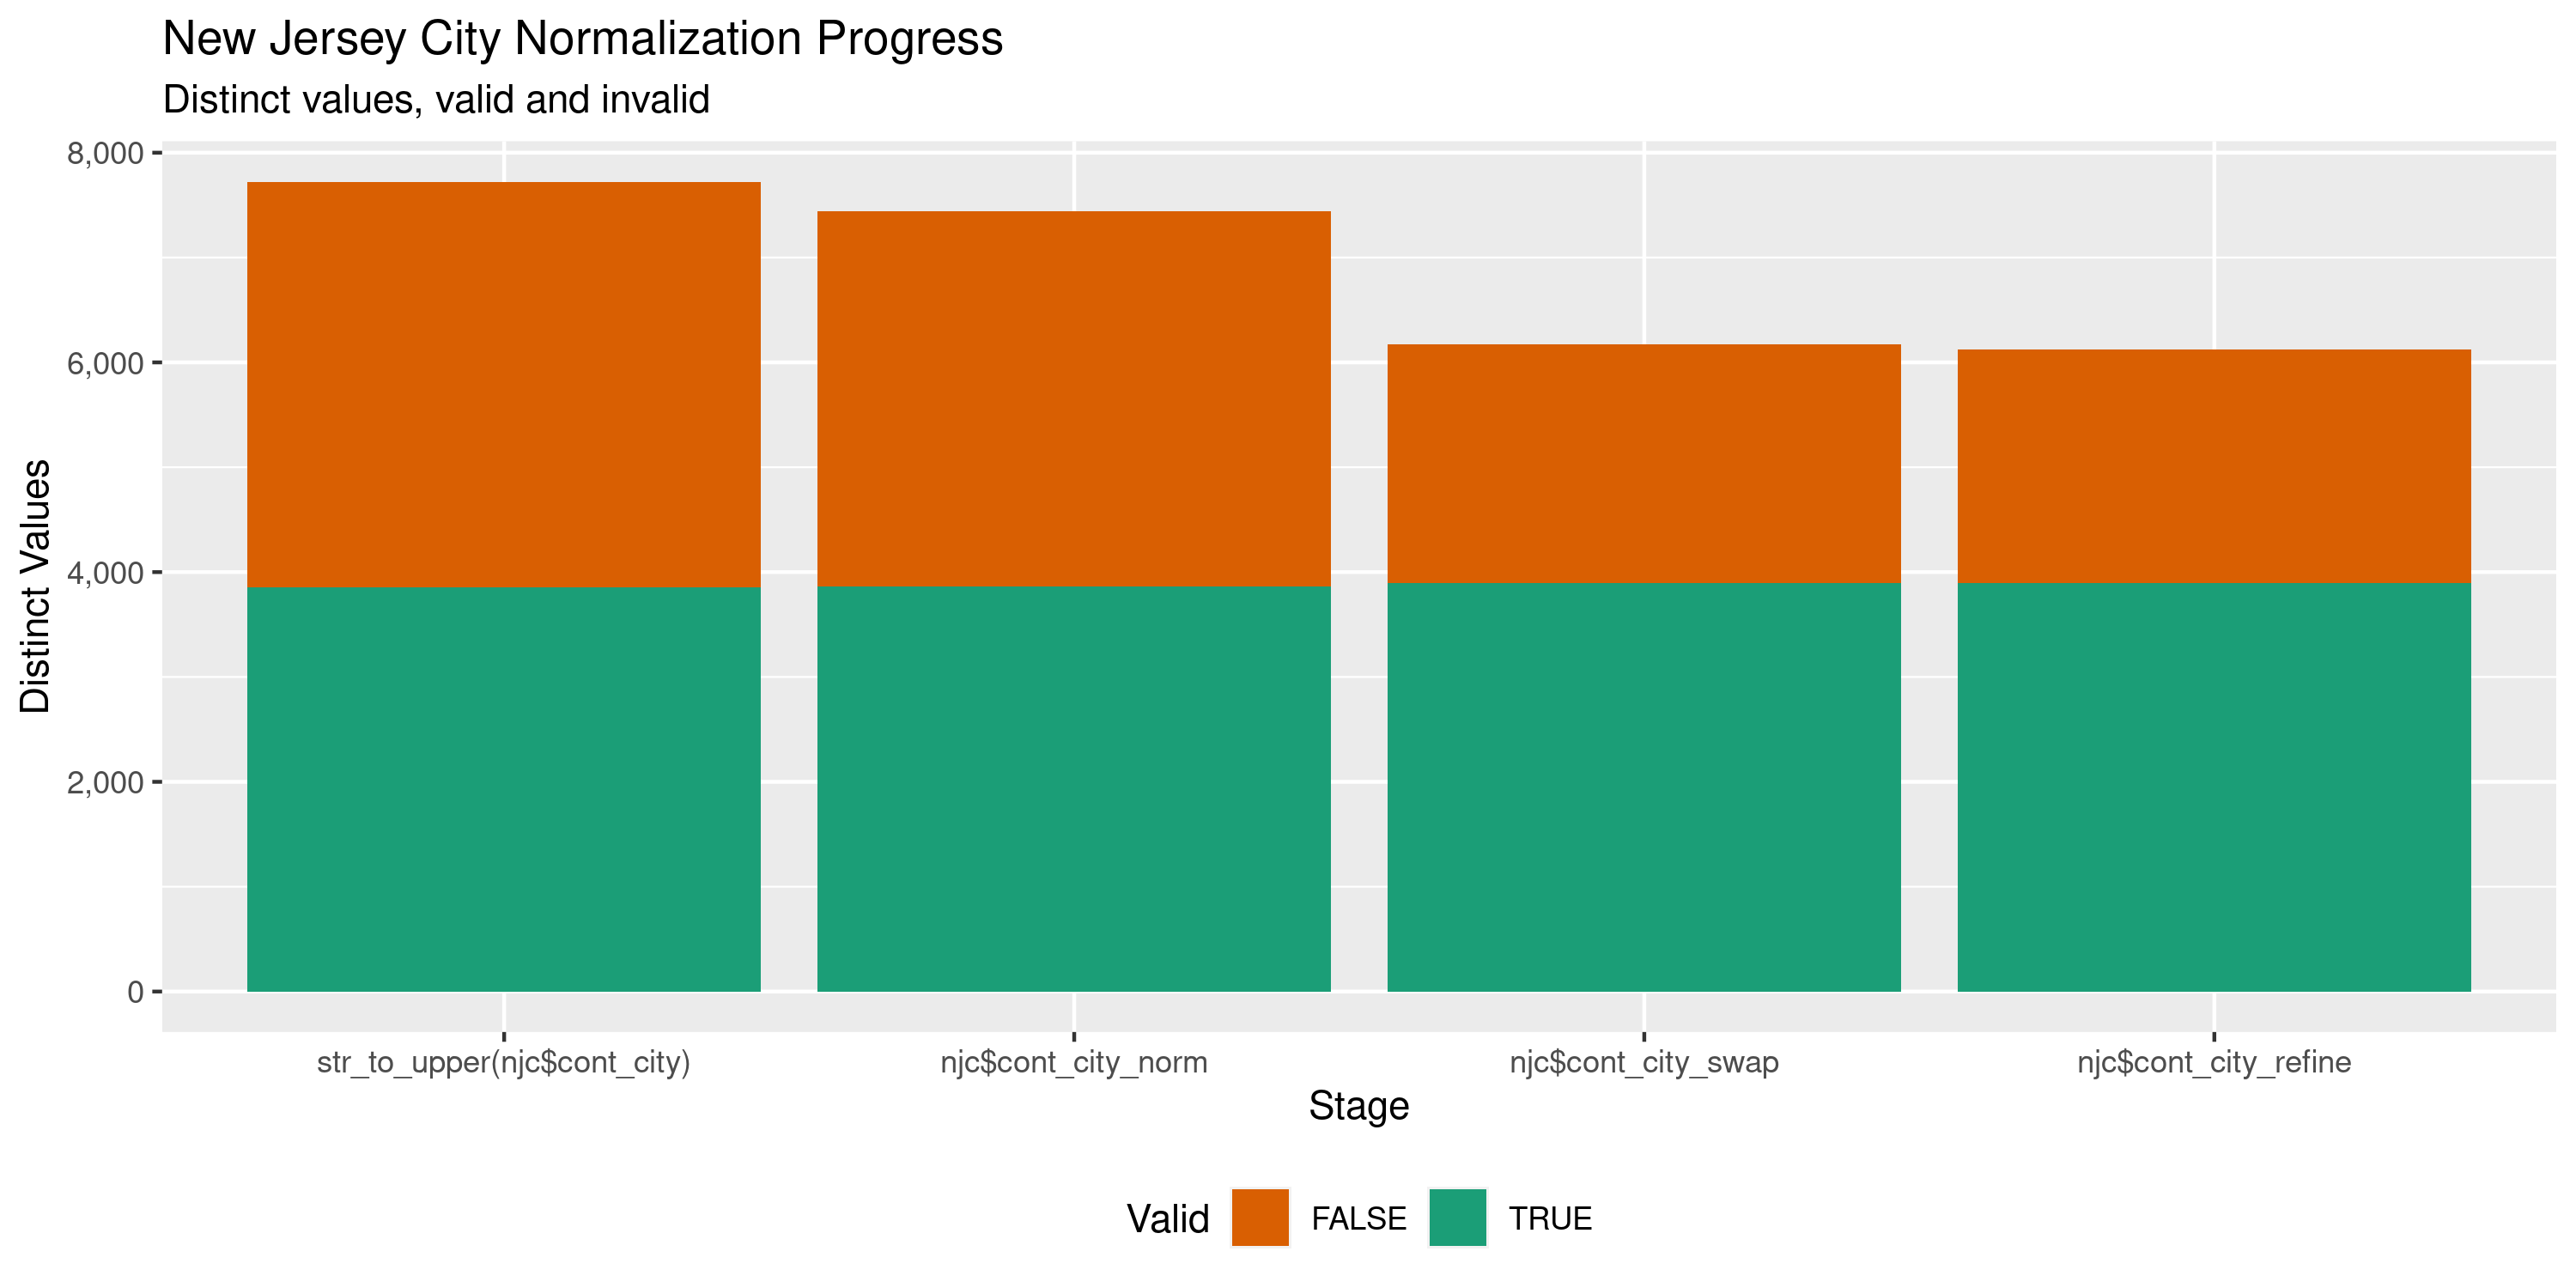 New Jersey City Normalization Progress
Distinct values, valid and invalid
8,000
6,000
4,000
2,000
0
Distinct Values
str_to_upper(njc$cont_city)
njc$cont_city_norm
njc$cont_city_swap
njc$cont_city_refine
Stage
Valid
FALSE
TRUE